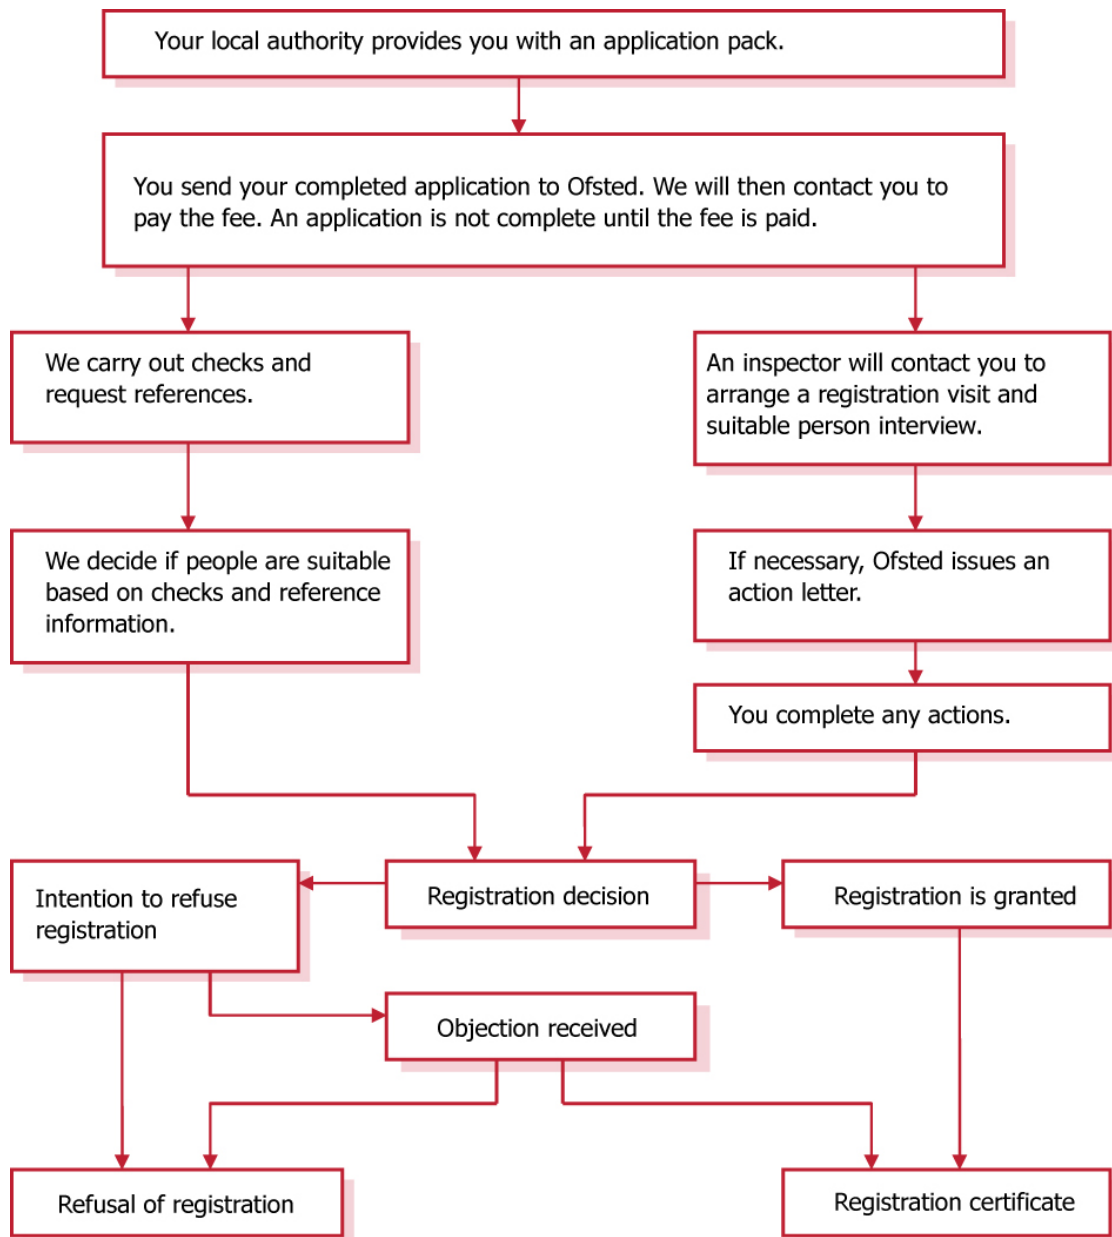 Your local authority provides you with an application pack.
You send your completed application to Ofsted. We will then contact you to
pay the fee. An application is not complete until the fee is paid.
We carry out checks and
request references.
An inspector will contact you to
arrange a registration visit and
suitable person interview.
We decide if people are suitable
based on checks and reference
information.
If necessary, Ofsted issues an
action letter.
You complete any actions.
Intention to refuse
registration
Registration decision
Registration is granted
Objection received
Refusal of registration
Registration certificate